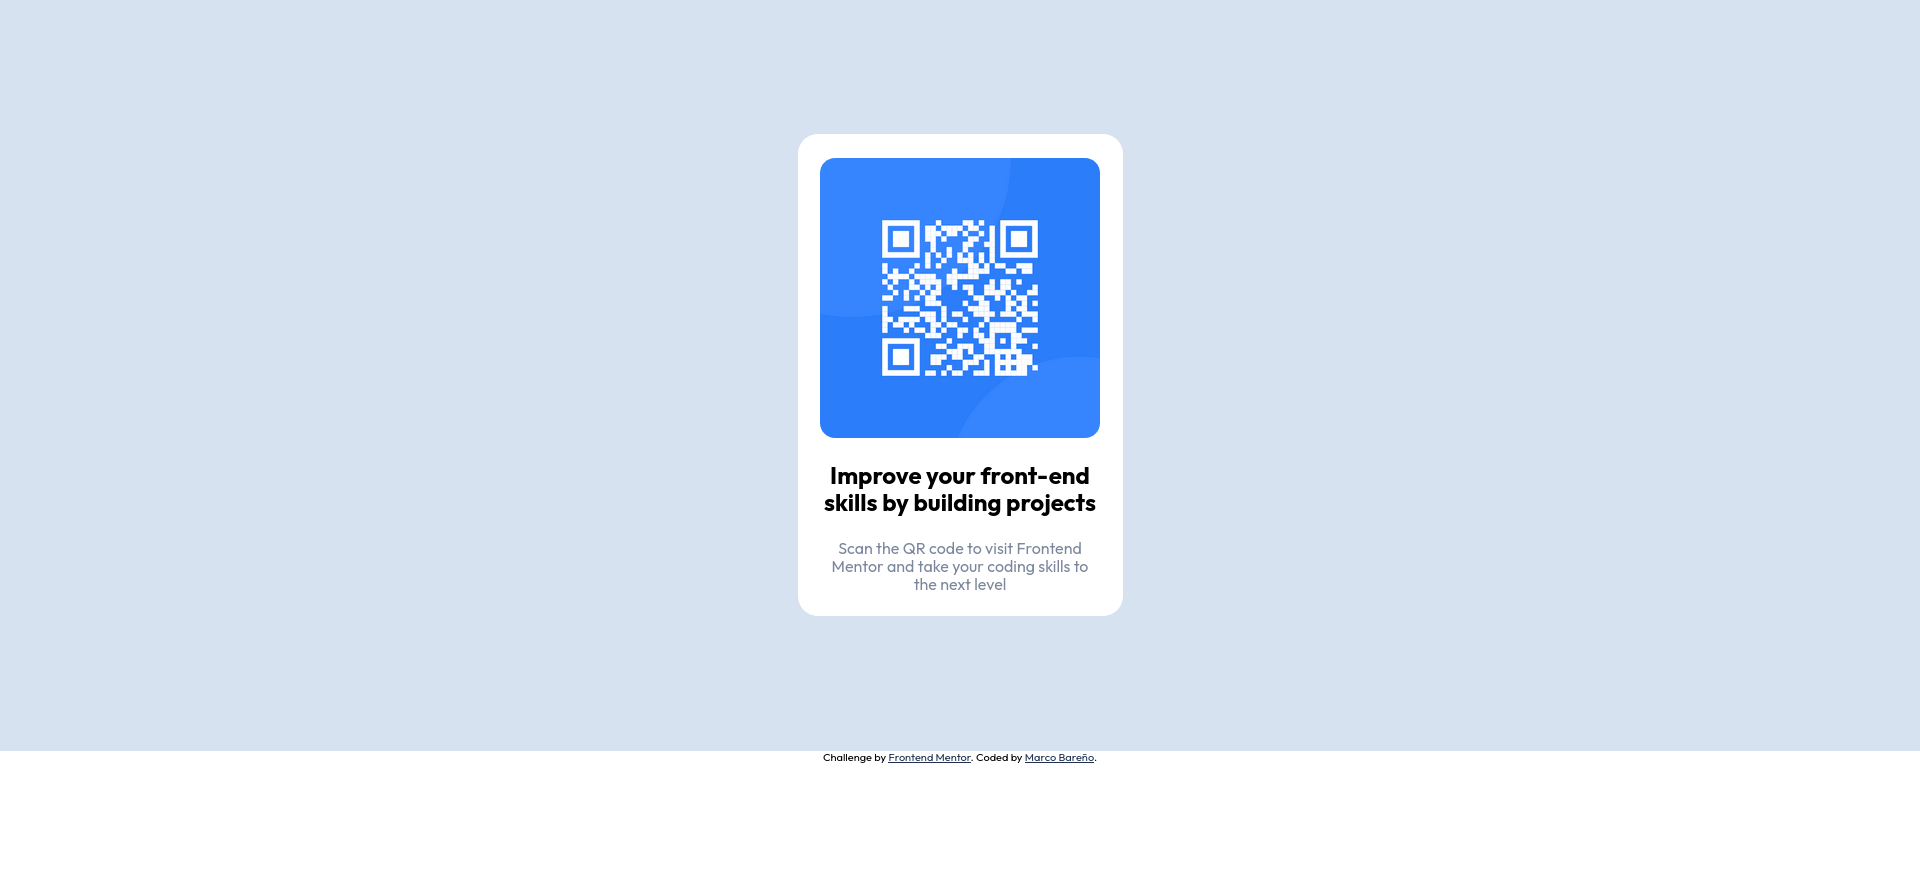 Improve your front-end
skills by building projects
Scan the QR code to visit Frontend
Mentor and take your coding skills to
the next level
Challenge by Frontend Mentor. Coded by Marco Bareño.